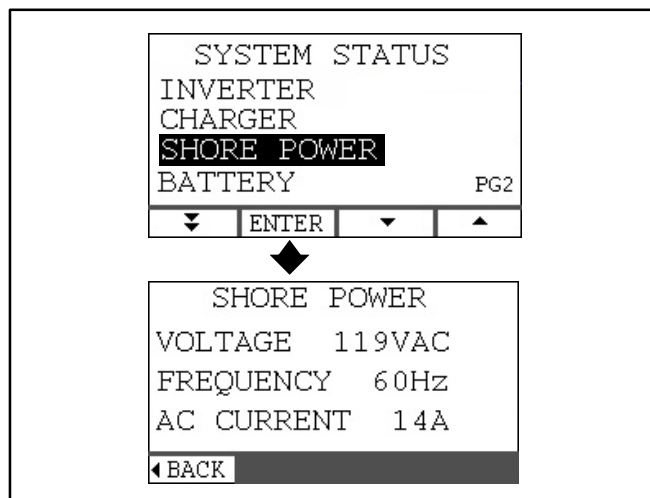 SYSTEM STATUS
INVERTER
CHARGER
SHORE POWER
BATTERY PG2
ENTER
SHORE POWER
VOLTAGE 119VAC
FREQUENCY 60Hz
AC CURRENT 14A
BACK